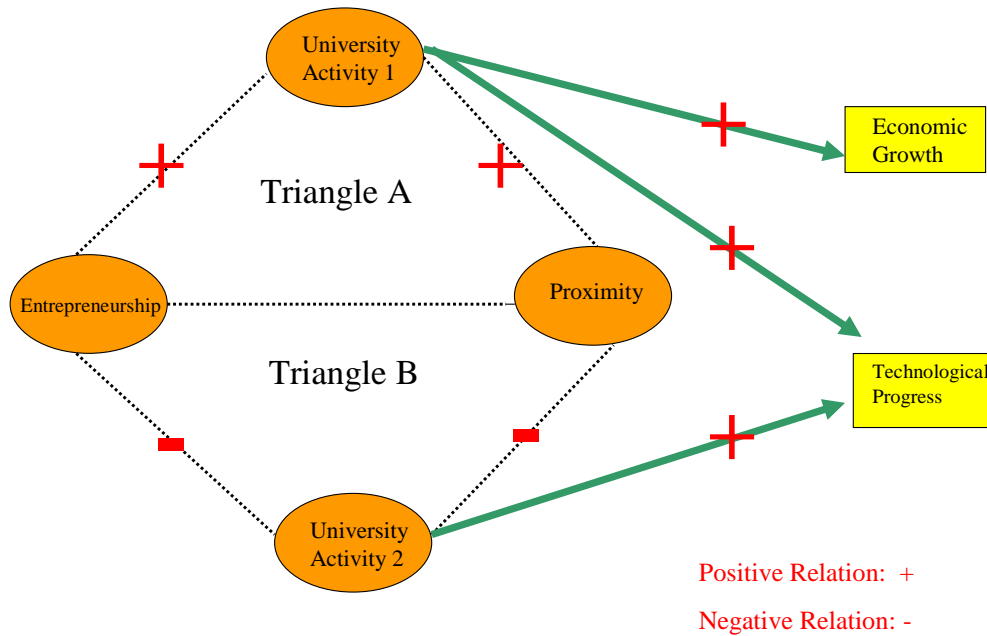 University
Activity 1
Economic
Growth
Triangle A
Entrepreneurship
Proximity
Triangle B
Technological
Progress
University
Activity 2
Positive Relation: +
Negative Relation: -